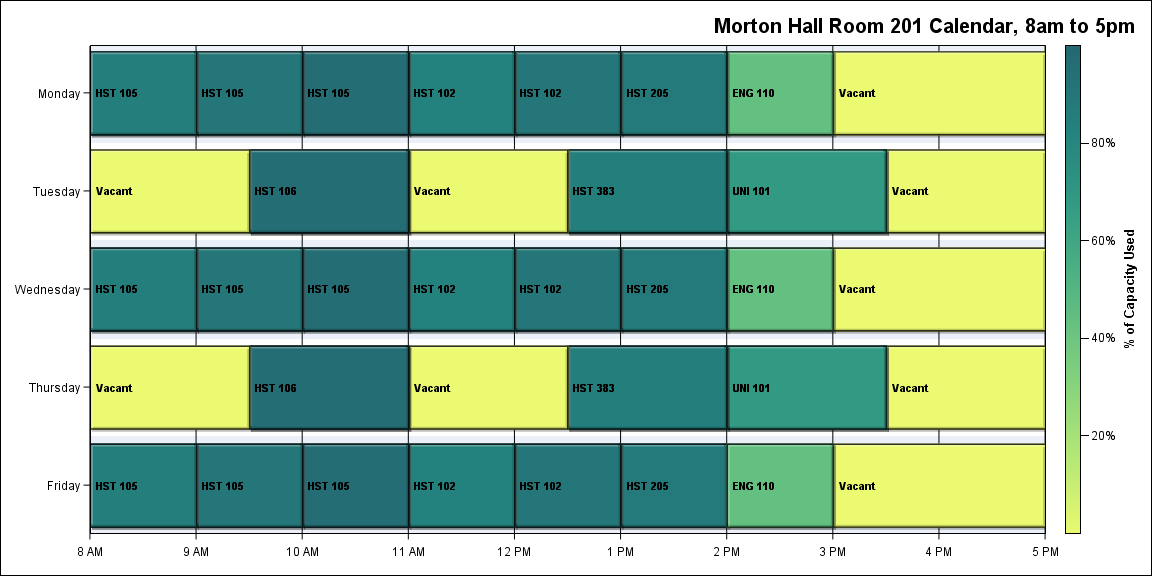 Morton Hall Room 201 Calendar, 8am to 5pm
Monday HST 105 HST 105 HST 105 HST 102 HST 102 HST 205 ENG 110 Vacant
Tuesday Vacant HST 106 Vacant HST 383 UNI 101 Vacant
Wednesday HST 105 HST 105 HST 105 HST 102 HST 102 HST 205 ENG 110 Vacant
Thursday Vacant HST 106 Vacant HST 383 UNI 101 Vacant
Friday HST 105 HST 105 HST 105 HST 102 HST 102 HST 205 ENG 110 Vacant
8 AM 9 AM 10 AM 11 AM 12 PM 1 PM 2 PM 3 PM 4 PM 5 PM
80%
60%
40%
20%
% of Capacity Used